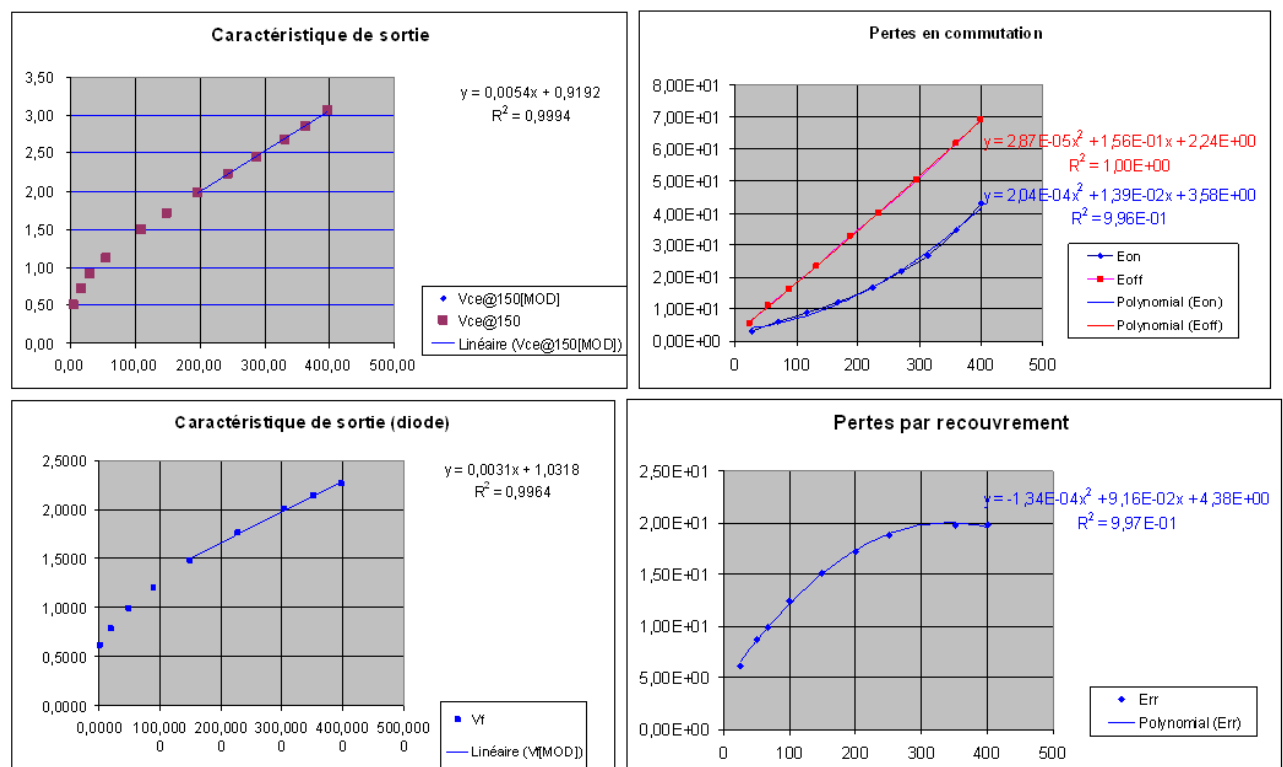 Caractéristique de sortie
3,50
3,00
2,50
2,00
1,50
1,00
0,50
0,00
0,00 100,00 200,00 300,00 400,00 500,00
y = 0,0054x + 0,9192
R² = 0,9994
Vce@150[MOD]
Vce@150
Linéaire (Vce@150[MOD])
Pertes en commutation
8,00E+01
7,00E+01
6,00E+01
5,00E+01
4,00E+01
3,00E+01
2,00E+01
1,00E+01
0,00E+00
0 100 200 300 400 500
y = 2,87E-05x² + 1,56E-01x + 2,24E+00
R² = 1,00E+00
y = 2,04E-04x² + 1,39E-02x + 3,58E+00
R² = 9,96E-01
Eon
Eoff
Polynomial (Eon)
Polynomial (Eoff)
Caractéristique de sortie (diode)
2,5000
2,0000
1,5000
1,0000
0,5000
0,0000
0,0000 100,000 200,000 300,000 400,000 500,000
0 0 0 0 0
y = 0,0031x + 1,0318
R² = 0,9964
Vf
Linéaire (Vf[MOD])
Pertes par recouvrement
2,50E+01
2,00E+01
1,50E+01
1,00E+01
5,00E+00
0,00E+00
0 100 200 300 400 500
y = -1,34E-04x² + 9,16E-02x + 4,38E+00
R² = 9,97E-01
Err
Polynomial (Err)